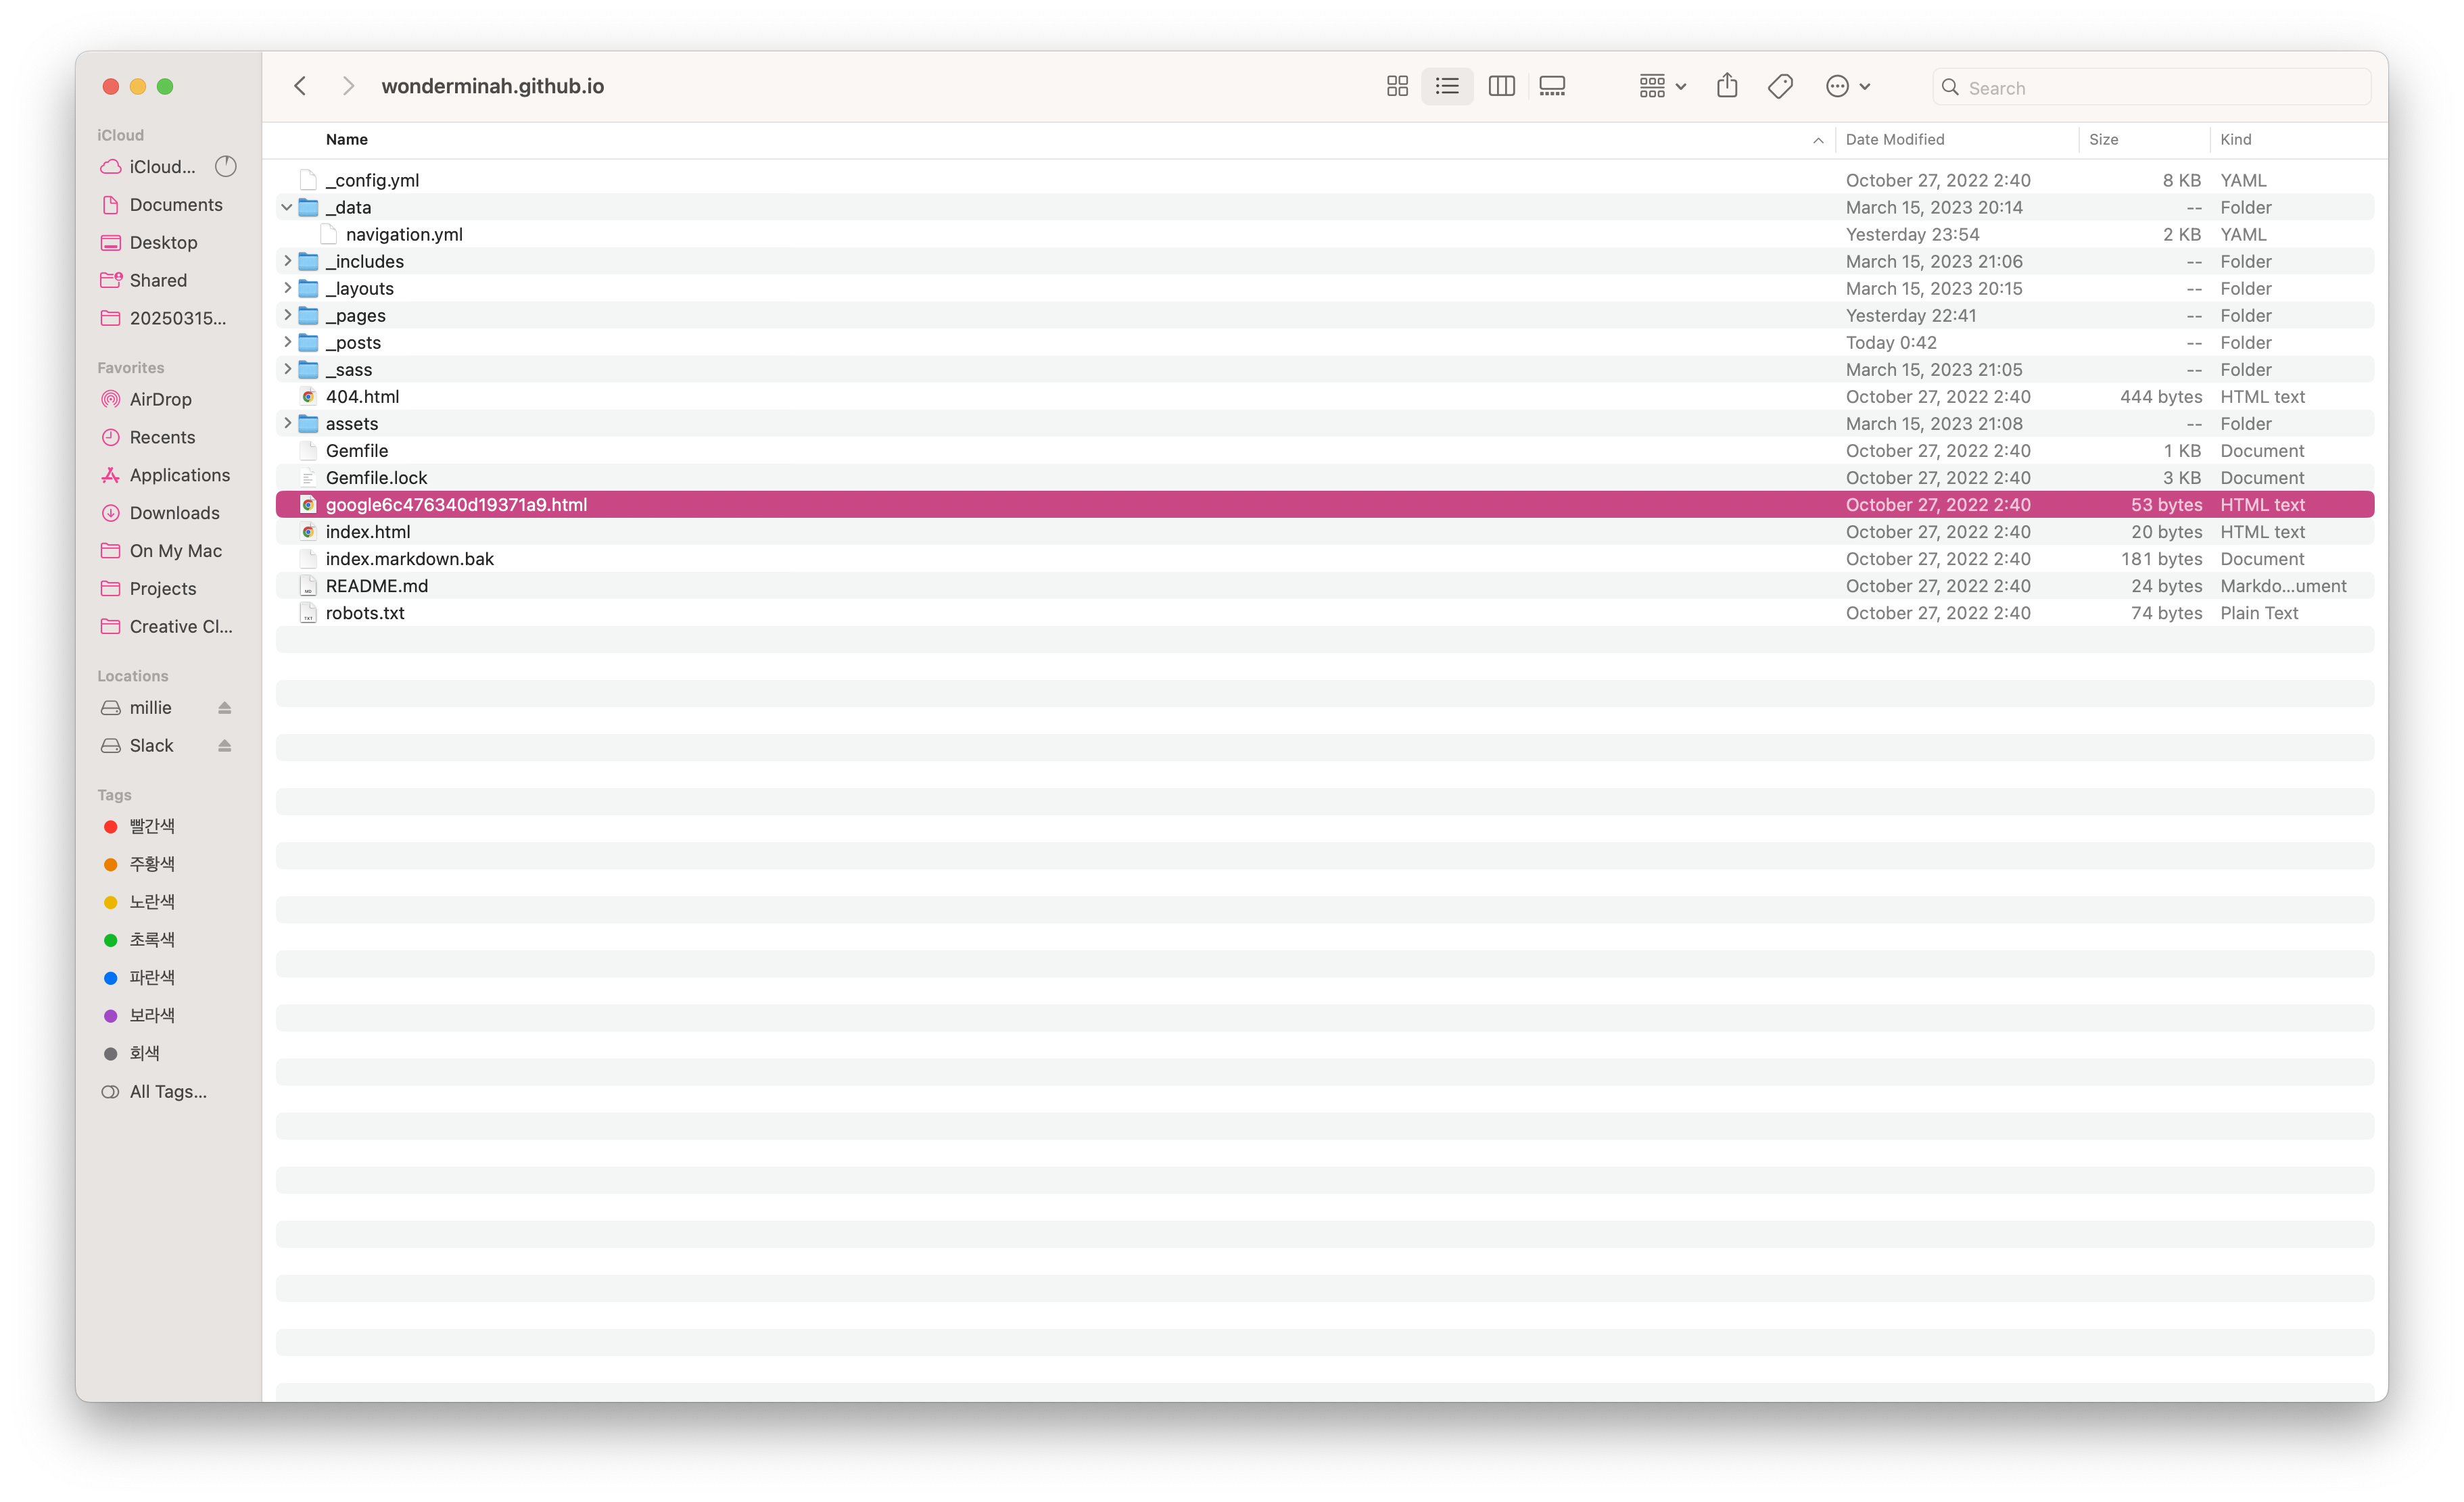 wonderminah.github.io
Search
iCloud
iCloud...
Documents
Desktop
Shared
20250315...
Favorites
AirDrop
Recents
Applications
Downloads
On My Mac
Projects
Creative Cl...
Locations
millie
Slack
Tags
빨간색
주황색
노란색
초록색
파란색
보라색
회색
All Tags...
Name Date Modified Size Kind
_config.yml October 27, 2022 2:40 8 KB YAML
_data March 15, 2023 20:14 -- Folder
navigation.yml Yesterday 23:54 2 KB YAML
_includes March 15, 2023 21:06 -- Folder
_layouts March 15, 2023 20:15 -- Folder
_pages Yesterday 22:41 -- Folder
_posts Today 0:42 -- Folder
_sass March 15, 2023 21:05 -- Folder
404.html October 27, 2022 2:40 444 bytes HTML text
assets March 15, 2023 21:08 -- Folder
Gemfile October 27, 2022 2:40 1 KB Document
Gemfile.lock October 27, 2022 2:40 3 KB Document
google6c476340d19371a9.html October 27, 2022 2:40 53 bytes HTML text
index.html October 27, 2022 2:40 20 bytes HTML text
index.markdown.bak October 27, 2022 2:40 181 bytes Document
README.md October 27, 2022 2:40 24 bytes Markdo...ument
robots.txt October 27, 2022 2:40 74 bytes Plain Text